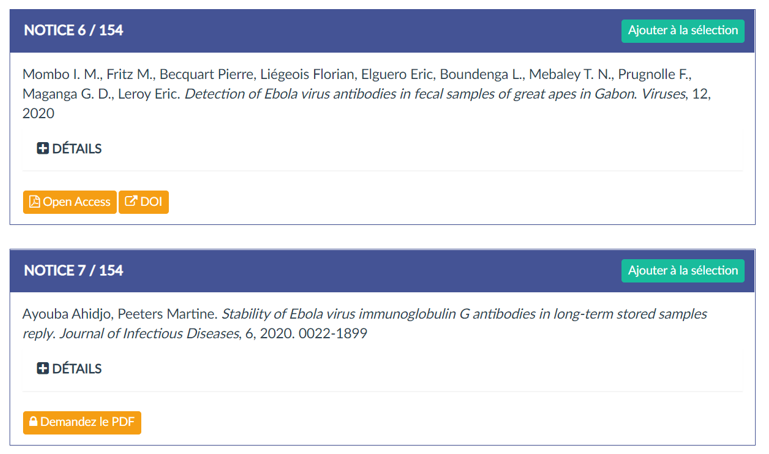 NOTICE 6 / 154
Ajouter à la sélection
Mombo I. M., Fritz M., Becquart Pierre, Liégeois Florian, Elguero Eric, Boundenga L., Mebaley T. N., Prugnolle F.,
Maganga G. D., Leroy Eric. Detection of Ebola virus antibodies in fecal samples of great apes in Gabon. Viruses, 12,
2020
DÉTAILS
Open Access
DOI
NOTICE 7 / 154
Ajouter à la sélection
Ayouba Ahidjo, Peeters Martine. Stability of Ebola virus immunoglobulin G antibodies in long-term stored samples
reply. Journal of Infectious Diseases, 6, 2020. 0022-1899
DÉTAILS
Demandez le PDF